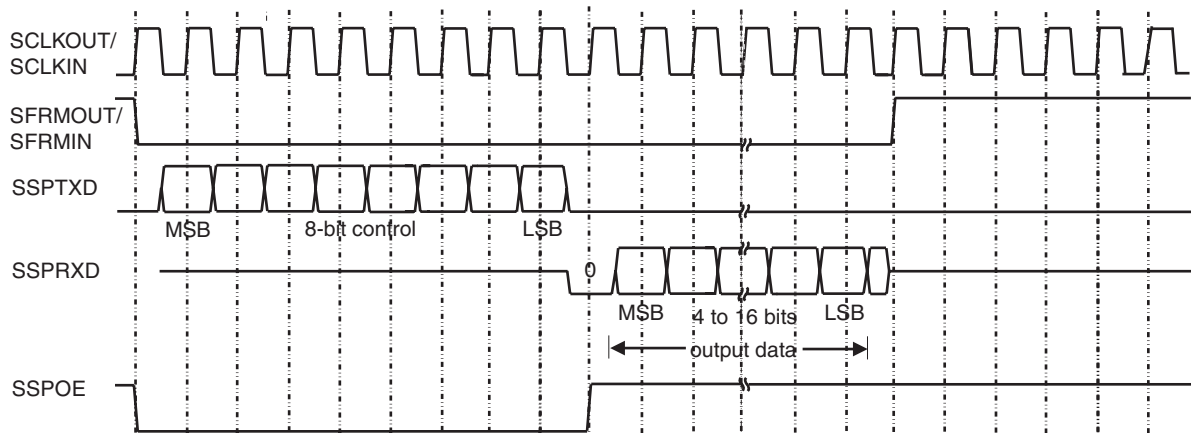 SCLKOUT/
SCLKIN
SFRMOUT/
SFRMIN
SSPTXD
MSB 8-bit control LSB
SSPRXD
0
MSB 4 to 16 bits LSB
output data
SSPOE